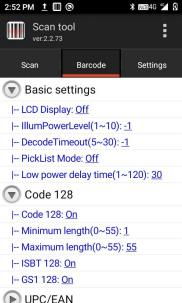 2:52 PM
4G
Scan tool
ver:2.2.73
Scan
Barcode
Settings
Basic settings
|-- LCD Display: Off
|-- IllumPowerLevel(1~10): -1
|-- DecodeTimeout(5~30): -1
|-- PickList Mode: Off
|-- Low power delay time(1~120): 30
Code 128
|-- Code 128: On
|-- Minimum length(0~55): 1
|-- Maximum length(0~55): 55
|-- ISBT 128: On
|-- GS1 128: On
UPC/EAN